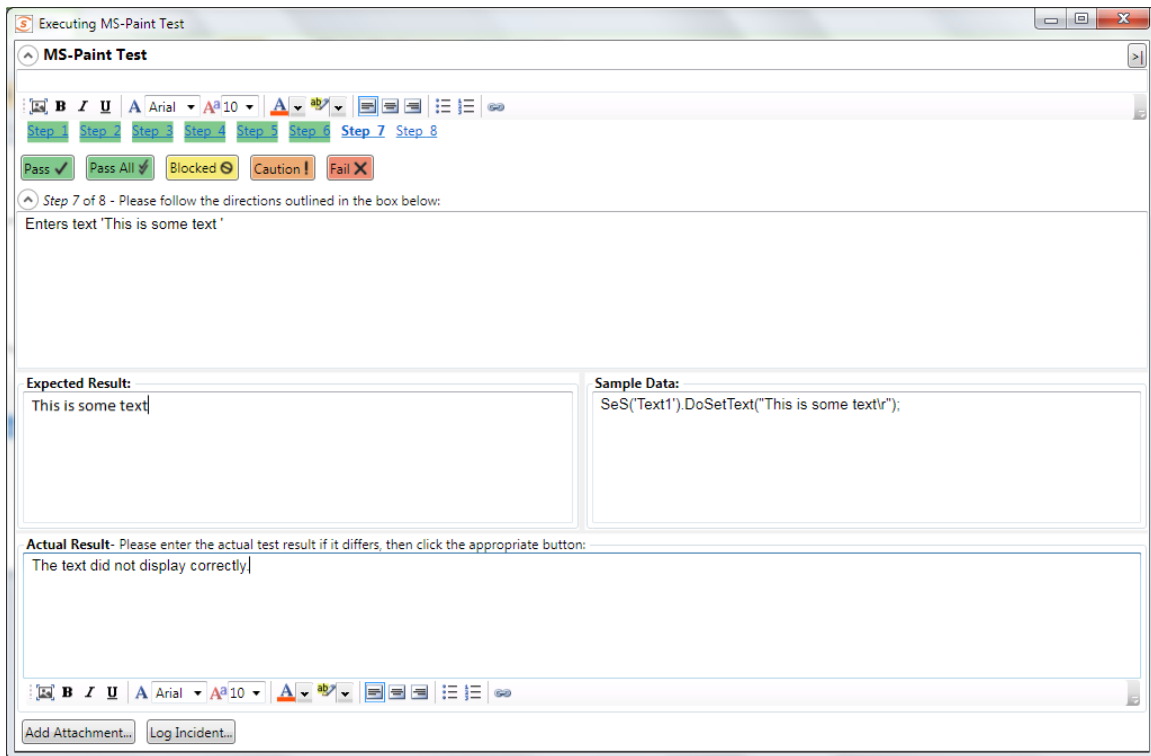 Executing MS-Paint Test
MS-Paint Test
B I U A Arial Aa 10 A ab
Step 1 Step 2 Step 3 Step 4 Step 5 Step 6 Step 7 Step 8
Pass Pass All Blocked Caution ! Fail
Step 7 of 8 - Please follow the directions outlined in the box below:
Enters text 'This is some text '
Expected Result: Sample Data:
This is some text SeS('Text1').DoSetText("This is some text\r");
Actual Result- Please enter the actual test result if it differs, then click the appropriate button:
The text did not display correctly.
B I U A Arial Aa 10 A ab
Add Attachment... Log Incident...